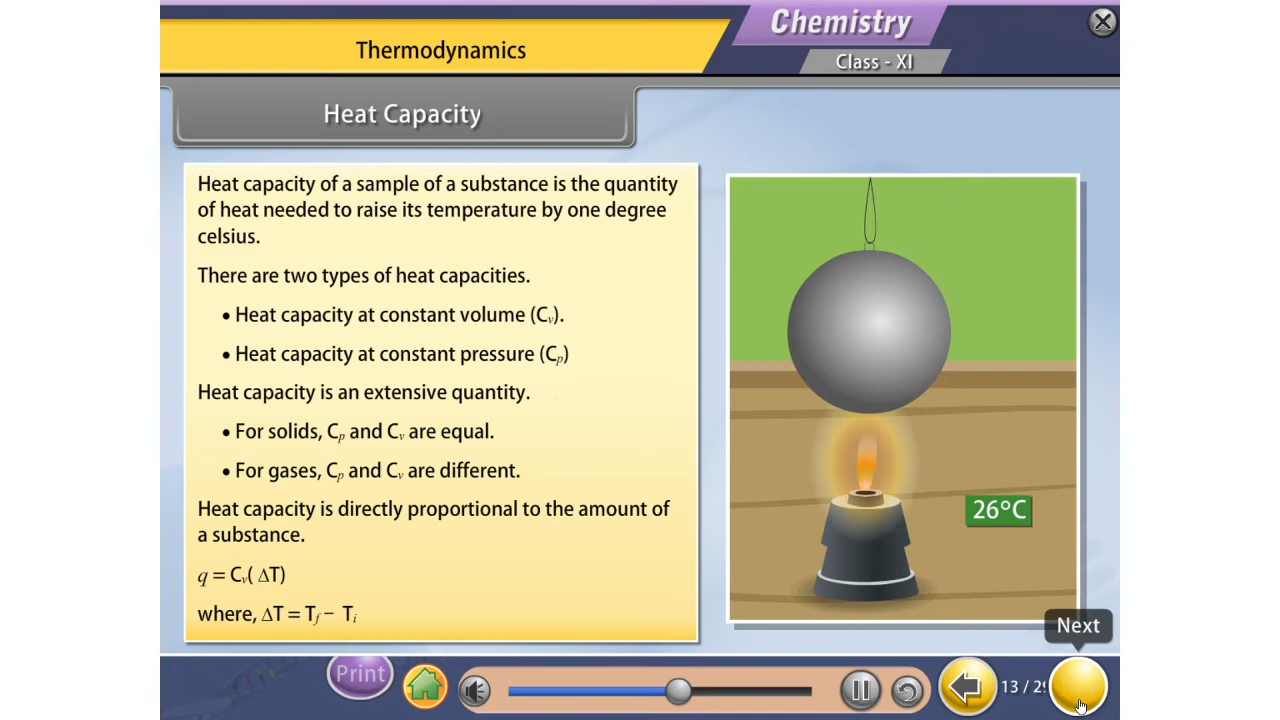 Chemistry
Thermodynamics
Class - XI
Heat Capacity
Heat capacity of a sample of a substance is the quantity
of heat needed to raise its temperature by one degree
celsius.
There are two types of heat capacities.
• Heat capacity at constant volume (Cv).
• Heat capacity at constant pressure (Cp)
Heat capacity is an extensive quantity.
• For solids, Cp and Cv are equal.
• For gases, Cp and Cv are different.
Heat capacity is directly proportional to the amount of
a substance.
q = Cv( ΔT)
where, ΔT = Tf − Ti
26°C
Next
Print
13 / 29